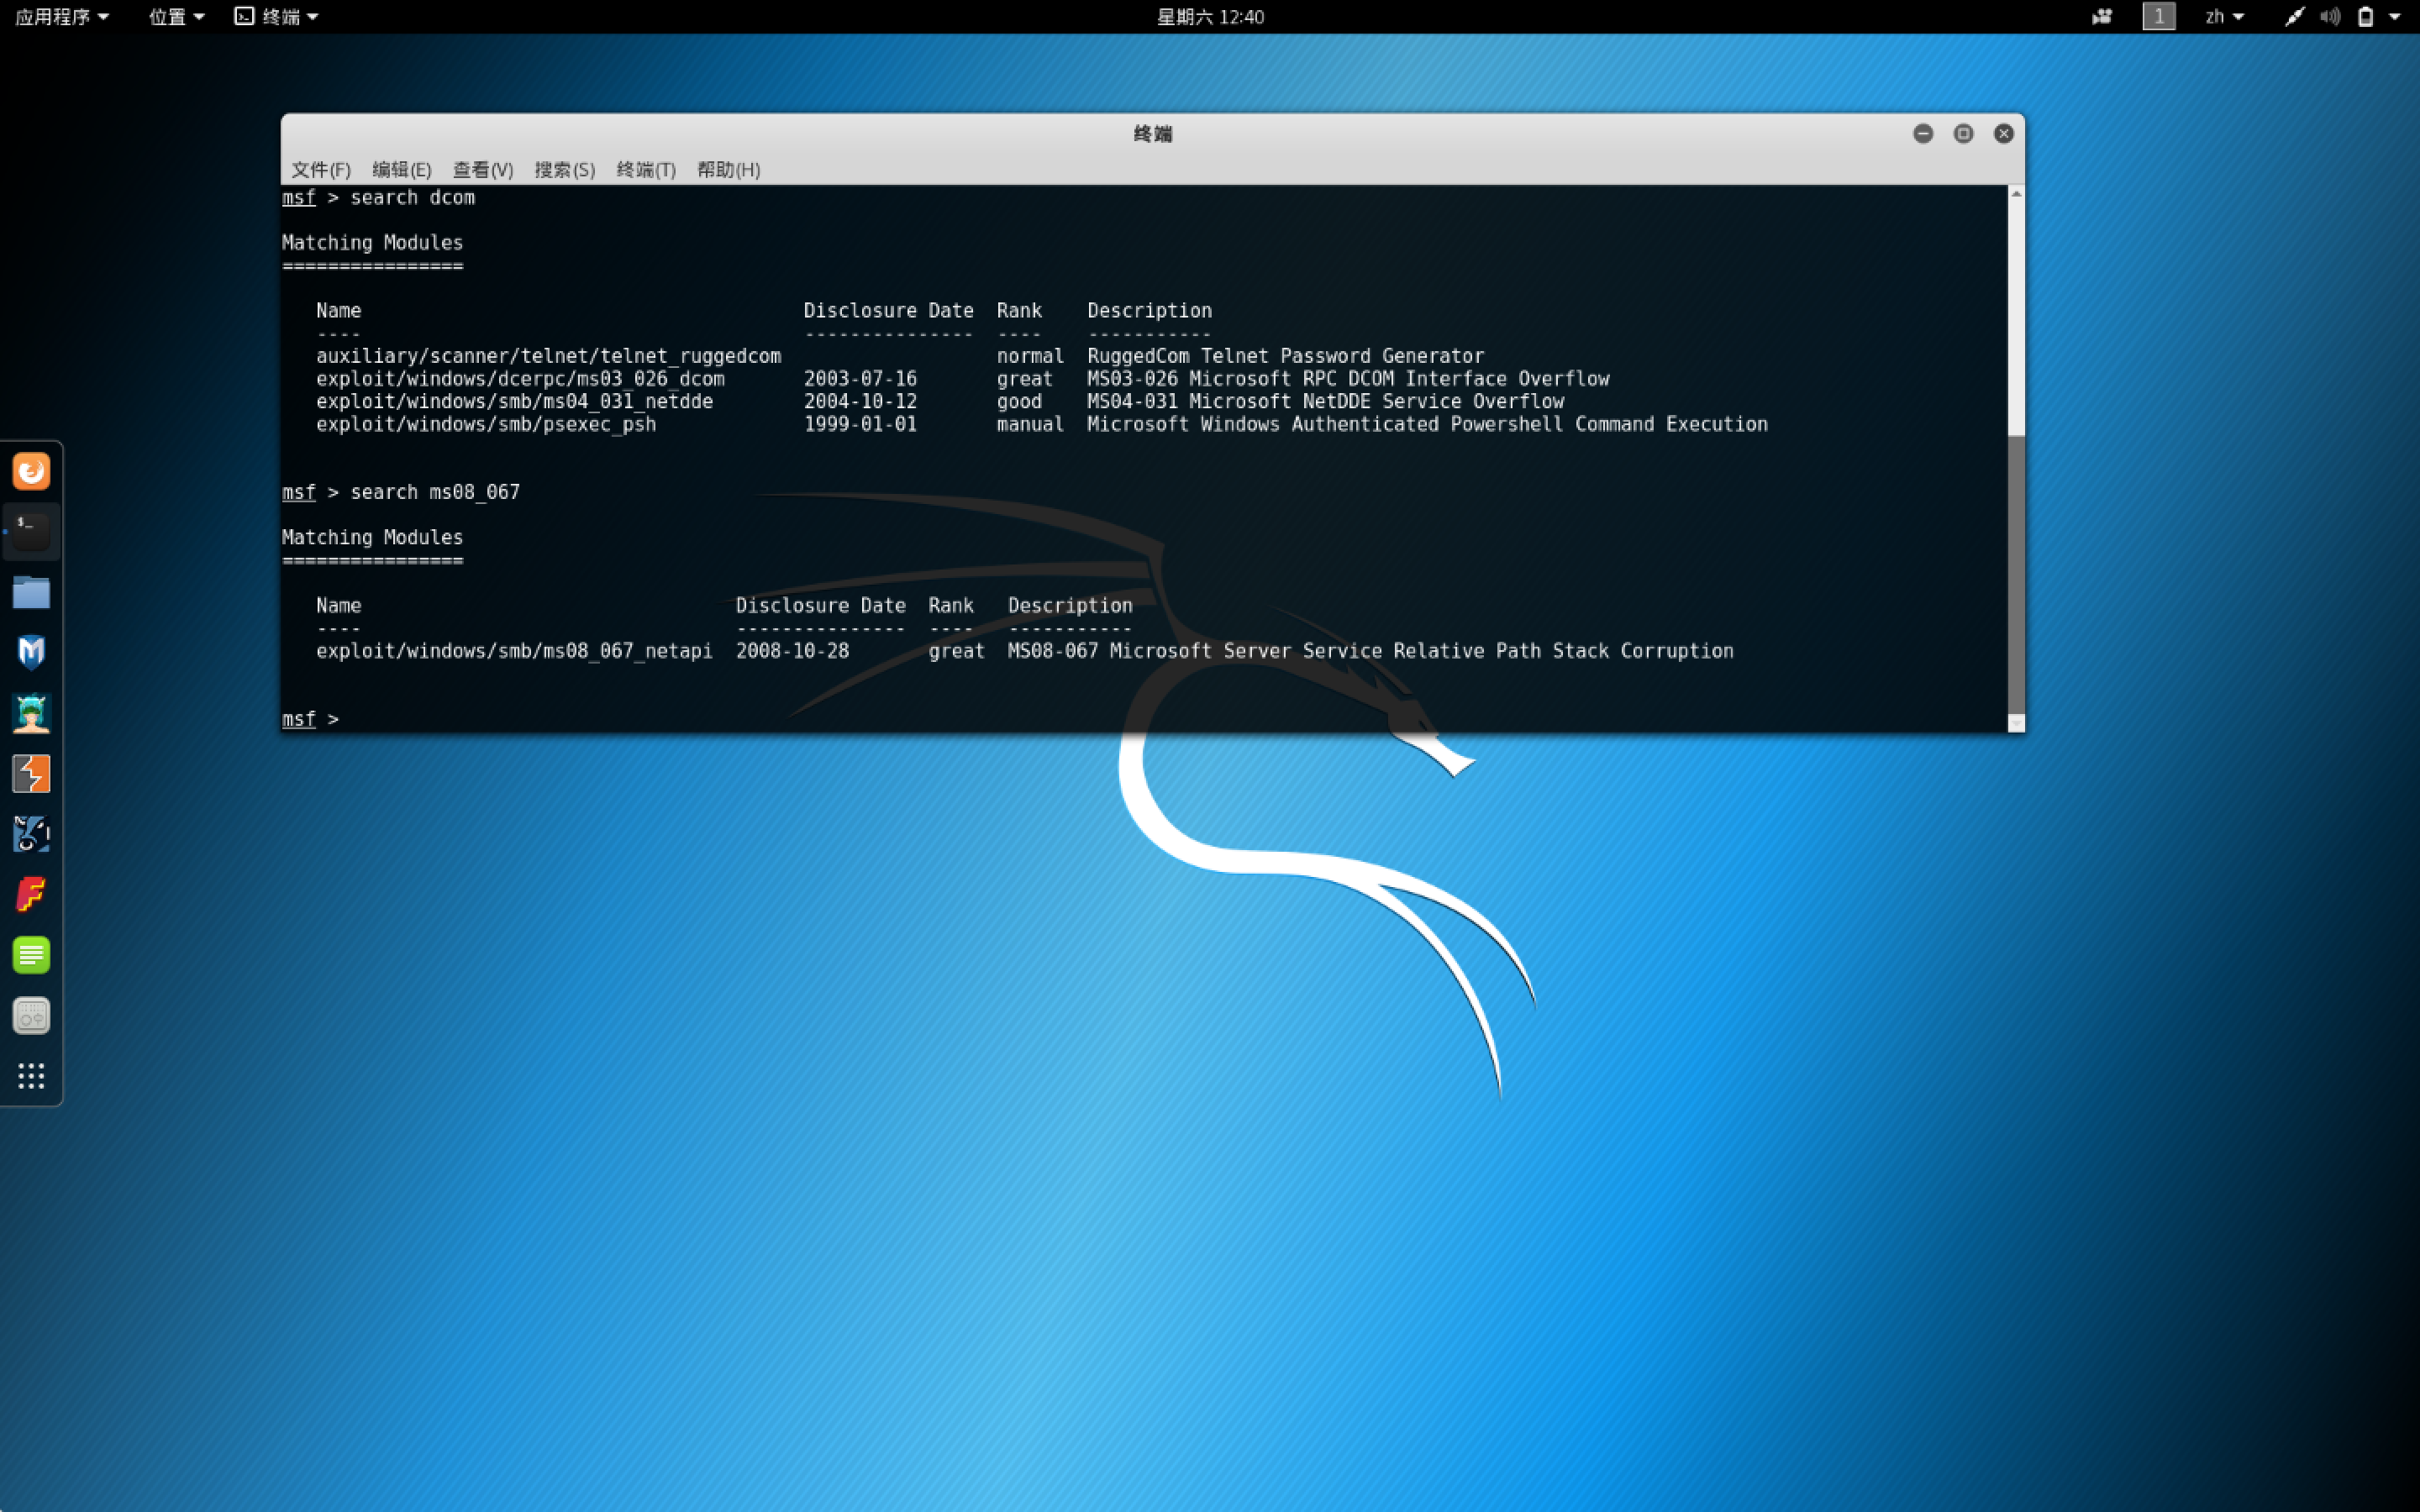 应用程序 位置 终端 星期六 12:40 1 zh
终端
文件(F) 编辑(E) 查看(V) 搜索(S) 终端(T) 帮助(H)
msf > search dcom
Matching Modules
================
Name Disclosure Date Rank Description
---- --------------- ---- -----------
auxiliary/scanner/telnet/telnet_ruggedcom normal RuggedCom Telnet Password Generator
exploit/windows/dcerpc/ms03_026_dcom 2003-07-16 great MS03-026 Microsoft RPC DCOM Interface Overflow
exploit/windows/smb/ms04_031_netdde 2004-10-12 good MS04-031 Microsoft NetDDE Service Overflow
exploit/windows/smb/psexec_psh 1999-01-01 manual Microsoft Windows Authenticated Powershell Command Execution
msf > search ms08_067
Matching Modules
================
Name Disclosure Date Rank Description
---- --------------- ---- -----------
exploit/windows/smb/ms08_067_netapi 2008-10-28 great MS08-067 Microsoft Server Service Relative Path Stack Corruption
msf >